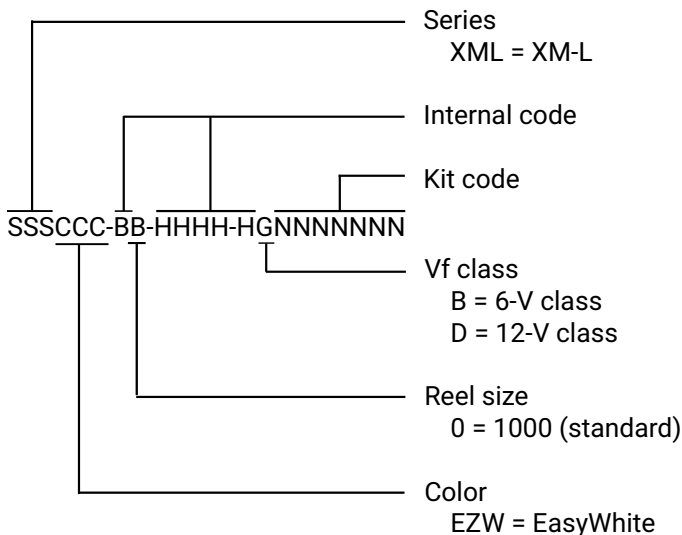 Series
XML = XM-L
Internal code
Kit code
SSSCCC-BB-HHHH-HGNNNNNNN
Vf class
B = 6-V class
D = 12-V class
Reel size
0 = 1000 (standard)
Color
EZW = EasyWhite